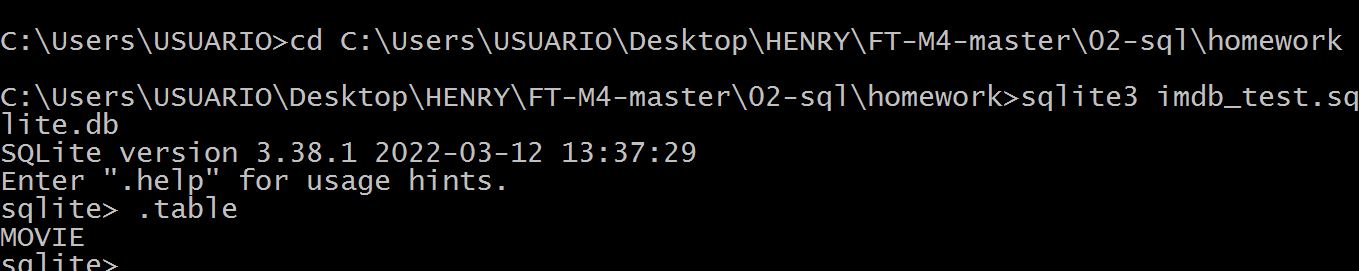 C:\Users\USUARIO>cd C:\Users\USUARIO\Desktop\HENRY\FT-M4-master\02-sql\homework
C:\Users\USUARIO\Desktop\HENRY\FT-M4-master\02-sql\homework>sqlite3 imdb_test.sq
lite.db
SQLite version 3.38.1 2022-03-12 13:37:29
Enter ".help" for usage hints.
sqlite> .table
MOVIE
sqlite>